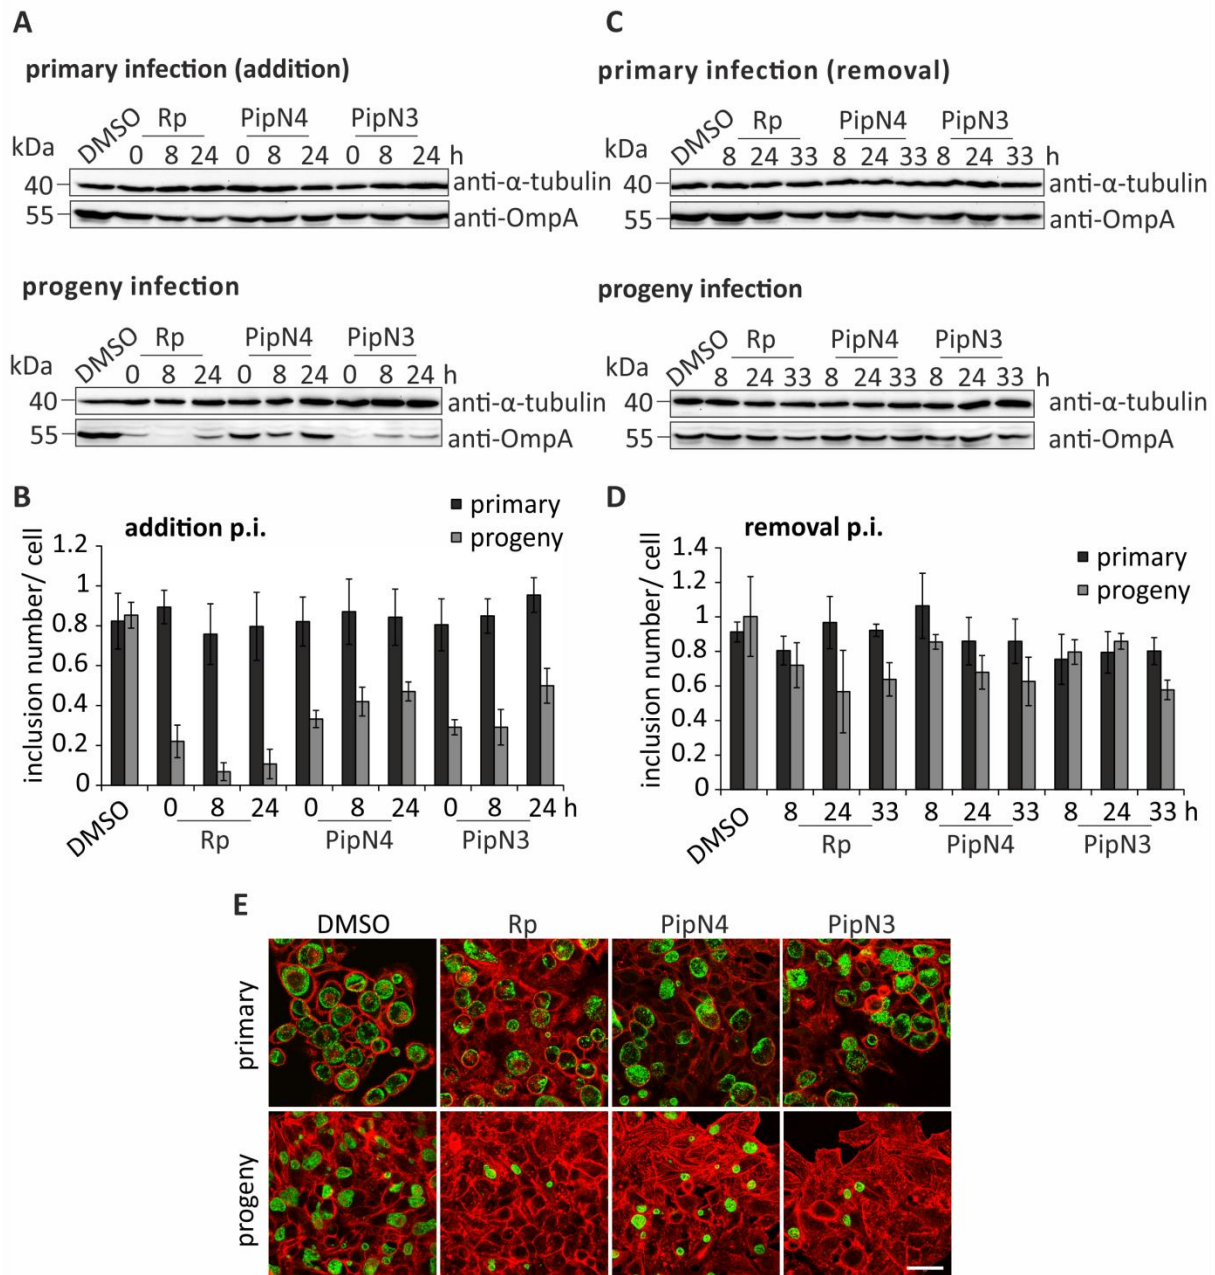 A
primary infection (addition)
Rp PipN4 PipN3
DMSO
kDa 0 8 24 0 8 24 0 8 24 h
40 anti-α-tubulin
55 anti-OmpA
progeny infection
Rp PipN4 PipN3
DMSO
kDa 0 8 24 0 8 24 0 8 24 h
40 anti-α-tubulin
55 anti-OmpA
C
primary infection (removal)
Rp PipN4 PipN3
DMSO
kDa 8 24 33 8 24 33 8 24 33 h
40 anti-α-tubulin
55 anti-OmpA
progeny infection
Rp PipN4 PipN3
DMSO
kDa 8 24 33 8 24 33 8 24 33 h
40 anti-α-tubulin
55 anti-OmpA
B
addition p.i.
primary
progeny
inclusion number/ cell
1.2
1
0.8
0.6
0.4
0.2
0
DMSO 0 8 24 0 8 24 0 8 24 h
Rp PipN4 PipN3
D
removal p.i.
primary
progeny
inclusion number/ cell
1.4
1.2
1
0.8
0.6
0.4
0.2
0
DMSO 8 24 33 8 24 33 8 24 33 h
Rp PipN4 PipN3
E
DMSO Rp PipN4 PipN3
primary
progeny